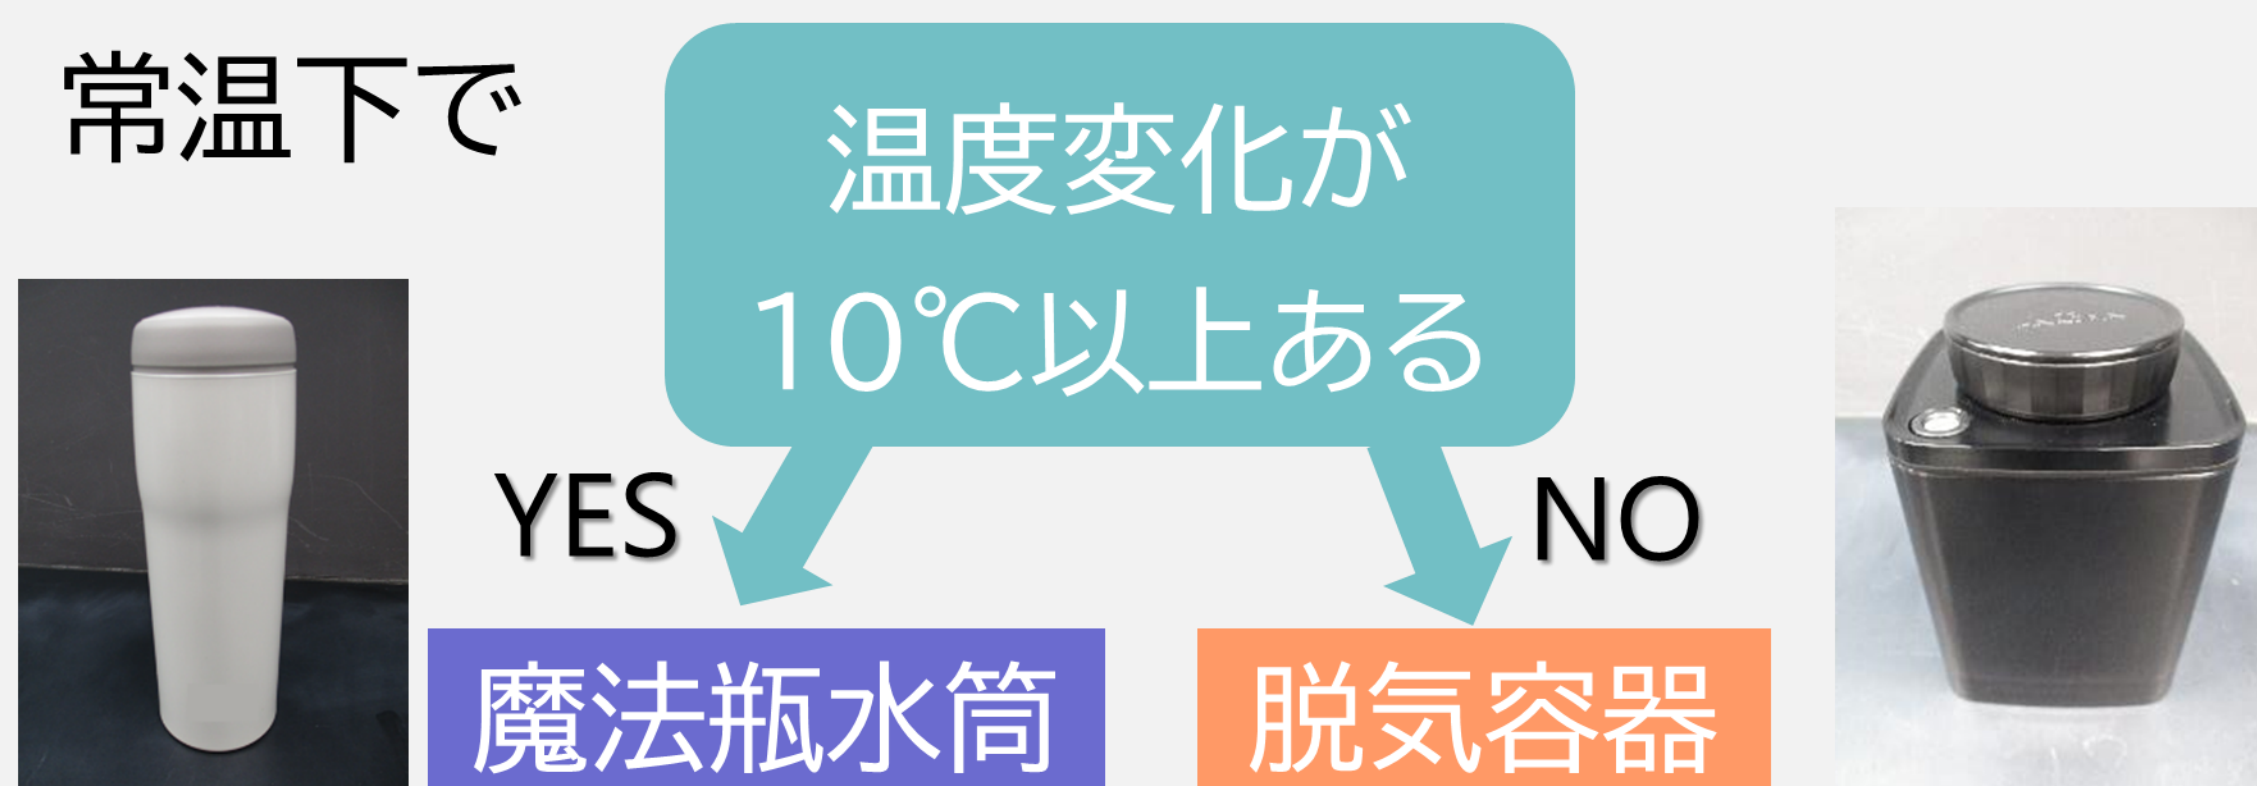 常温下で
温度変化が
10℃以上ある
YES
NO
魔法瓶水筒
脱気容器